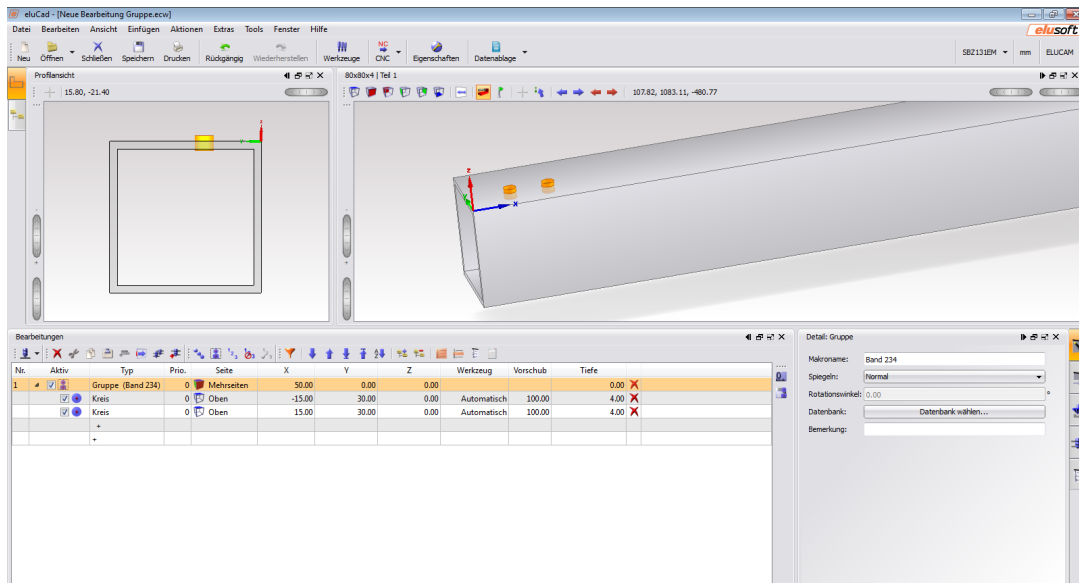 eluCad - [Neue Bearbeitung Gruppe.ecw]
Datei Bearbeiten Ansicht Einfügen Aktionen Extras Tools Fenster Hilfe
elusoft
Neu Öffnen Schließen Speichern Drucken Rückgängig Wiederherstellen Werkzeuge CNC Eigenschaften Datenablage
NC
SBZ131EM mm ELUCAM
Profilansicht
80x80x4 | Teil 1
15.80, -21.40
107.82, 1083.11, -480.77
z
y
z
y
x
Bearbeitungen
Detail: Gruppe
Nr. Aktiv Typ Prio. Seite X Y Z Werkzeug Vorschub Tiefe
1 Gruppe (Band 234) 0 Mehrseiten 50.00 0.00 0.00 0.00
Kreis 0 Oben -15.00 30.00 0.00 Automatisch 100.00 4.00
Kreis 0 Oben 15.00 30.00 0.00 Automatisch 100.00 4.00
+
+
Makroname: Band 234
Spiegeln: Normal
Rotationswinkel: 0.00 °
Datenbank: Datenbank wählen...
Bemerkung: